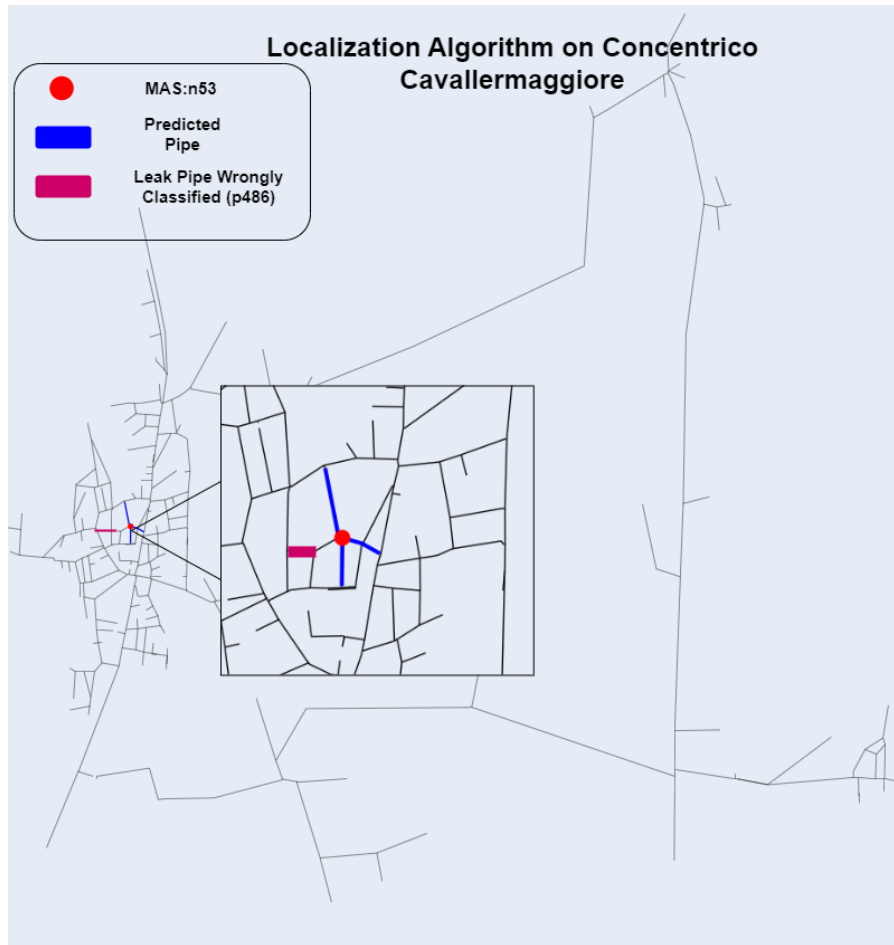 Localization Algorithm on Concentrico
Cavallermaggiore
MAS:n53
Predicted
Pipe
Leak Pipe Wrongly
Classified (p486)